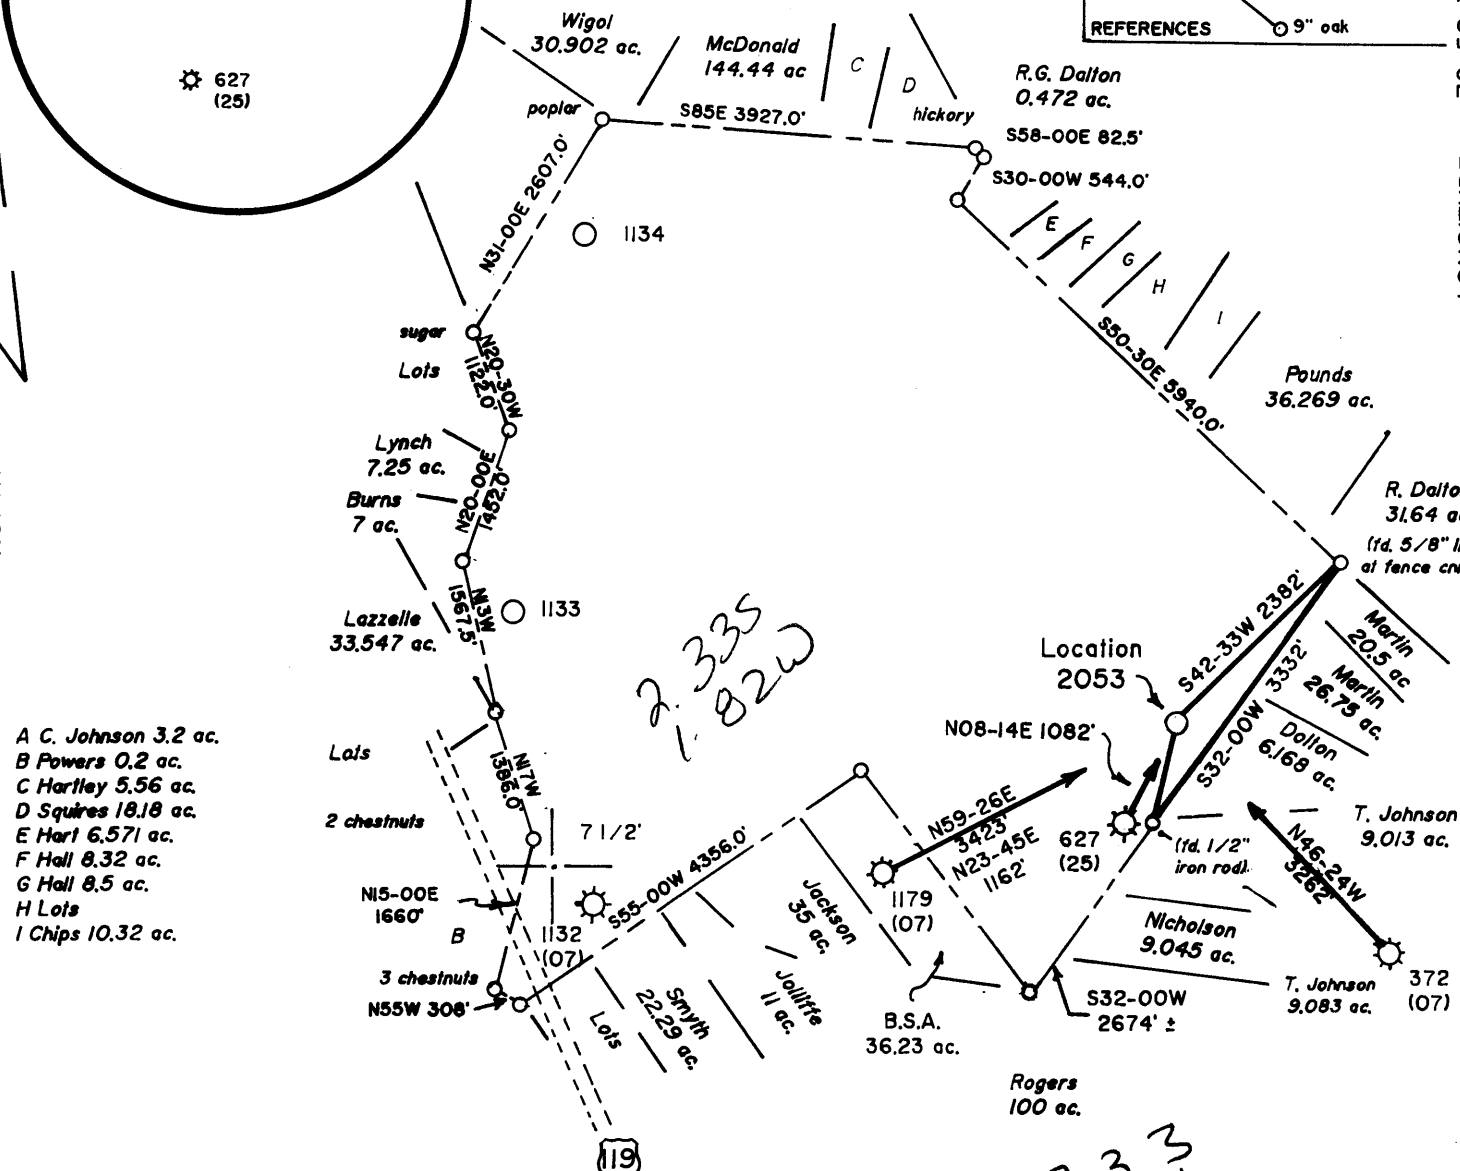 627
(25)
Wigol
30.902 ac.
McDonald
144.44 ac
C
D
REFERENCES
9" oak
R.G. Dalton
0.472 ac.
poplar
S85E 3927.0'
hickory
S58-00E 82.5'
S30-00W 544.0'
N31-00E 2607.0'
1134
E
F
G
H
I
sugar
Lots
N20-30W
1122.0'
S50-30E 5940.0'
Pounds
36.269 ac.
Lynch
7.25 ac.
N20-00E
1452.0'
Burns
7 ac.
R. Dalto
31.64 a
(fd. 5/8"
at fence
Lazzelle
33.547 ac.
N13W
1567.5'
1133
2.33S
1.82W
Location
2053
S42-33W 2382'
S32-00W 3332'
Martin
20.5 ac
Martin
26.75 ac.
Dalton
6.168 ac.
N08-14E 1082'
A C. Johnson 3.2 ac.
B Powers 0.2 ac.
C Hartley 5.56 ac.
D Squires 18.18 ac.
E Hart 6.571 ac.
F Hall 8.32 ac.
G Hall 8.5 ac.
H Lots
I Chips 10.32 ac.
Lots
N17W
1386.0'
2 chestnuts
7 1/2'
N59-26E
3423'
N23-45E
1162'
627
(25)
(fd. 1/2"
iron rod)
T. Johnson
9.013 ac.
N46-24W
3262'
N15-00E
1660'
B
S55-00W 4356.0'
1132
(07)
Jackson
35 ac.
1179
(07)
Nicholson
9.045 ac.
3 chestnuts
N55W 308'
Lots
Smyth
22.29 ac.
Jolliffe
11 ac.
B.S.A.
36.23 ac.
S32-00W
2674' ±
T. Johnson
9.083 ac.
372
(07)
Rogers
100 ac.
119